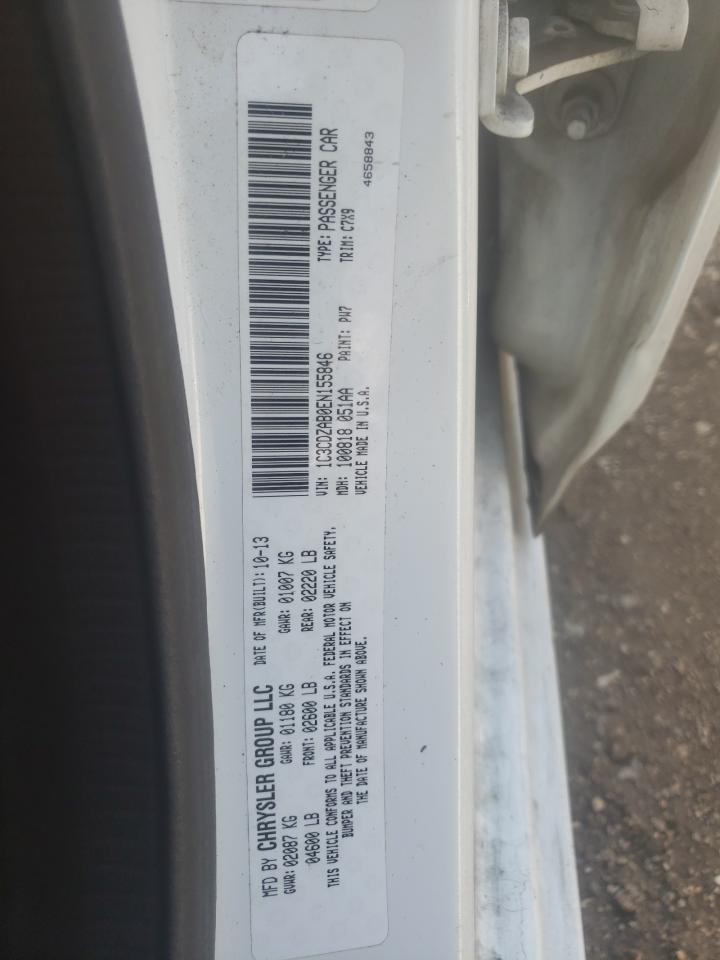 MFD BY CHRYSLER GROUP LLC DATE OF MFR(BUILT): 10-13
GVWR: 02087 KG GAWR: 01180 KG GAWR: 01007 KG
04600 LB FRONT: 02600 LB REAR: 02220 LB
THIS VEHICLE CONFORMS TO ALL APPLICABLE U.S.A. FEDERAL MOTOR VEHICLE SAFETY,
BUMPER AND THEFT PREVENTION STANDARDS IN EFFECT ON
THE DATE OF MANUFACTURE SHOWN ABOVE.
VIN: 1C3CDZAB0EN155846 TYPE: PASSENGER CAR
MDH: 100818 051AA PAINT: PW7 TRIM: C7X9
VEHICLE MADE IN U.S.A.
4658843